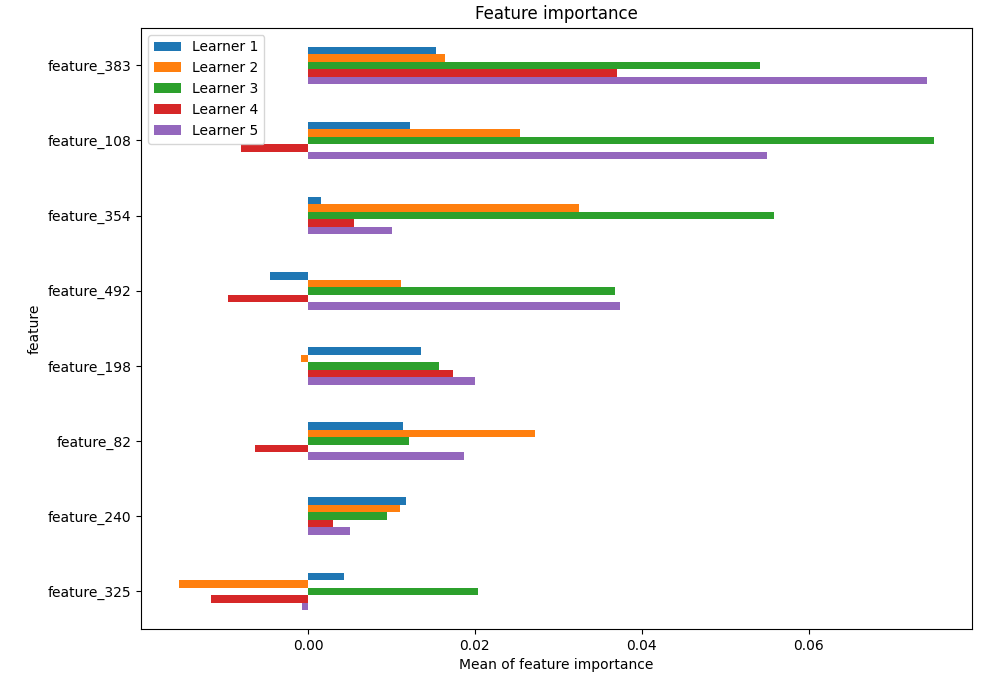 Feature importance
Learner 1
Learner 2
Learner 3
Learner 4
Learner 5
feature_383
feature_108
feature_354
feature_492
feature_198
feature_82
feature_240
feature_325
feature
0.00 0.02 0.04 0.06
Mean of feature importance